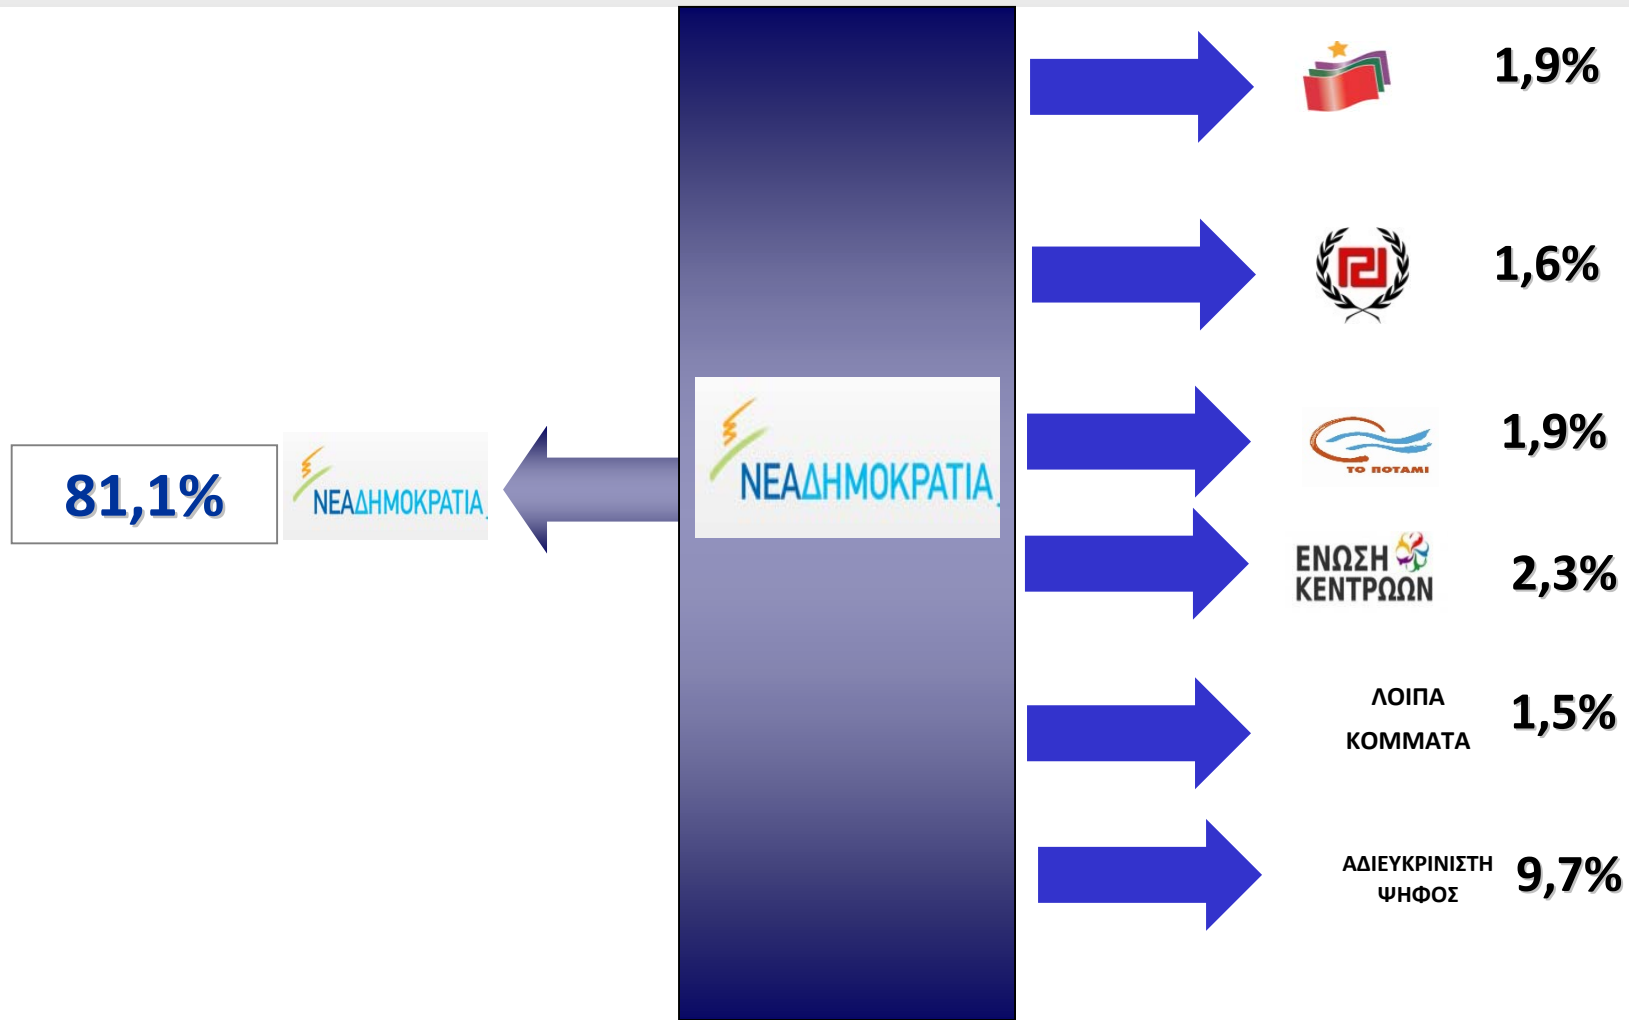 1,9%
1,6%
ΝΕΑΔΗΜΟΚΡΑΤΙΑ
1,9%
ΤΟ ΠΟΤΑΜΙ
81,1%
ΝΕΑΔΗΜΟΚΡΑΤΙΑ
ΕΝΩΣΗ
ΚΕΝΤΡΩΩΝ
2,3%
ΛΟΙΠΑ
ΚΟΜΜΑΤΑ
1,5%
ΑΔΙΕΥΚΡΙΝΙΣΤΗ
ΨΗΦΟΣ
9,7%